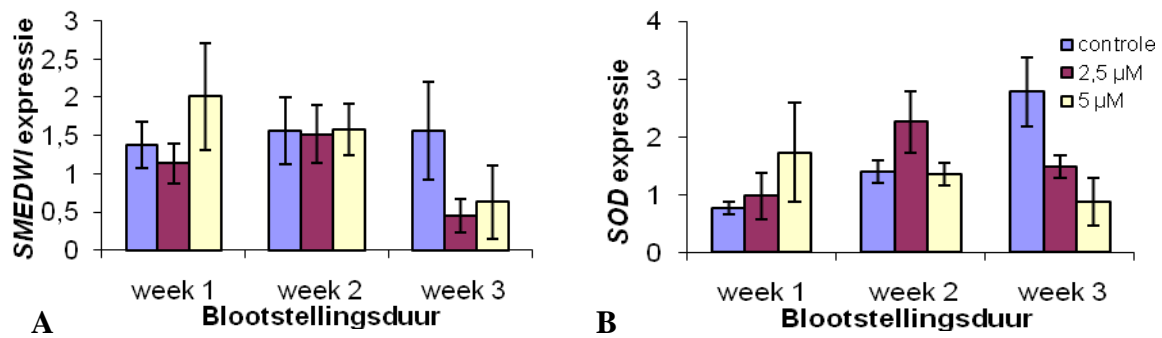 SMEDWI expressie
3
2,5
2
1,5
1
0,5
0
week 1 week 2 week 3
Blootstellingsduur
A
SOD expressie
4
3
2
1
0
controle
2,5 µM
5 µM
week 1 week 2 week 3
Blootstellingsduur
B